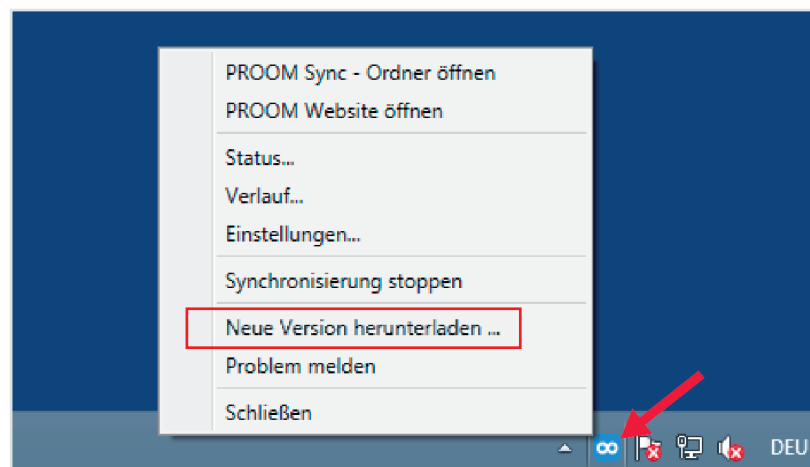 PROOM Sync - Ordner öffnen
PROOM Website öffnen
Status...
Verlauf...
Einstellungen...
Synchronisierung stoppen
Neue Version herunterladen ...
Problem melden
Schließen
DEU